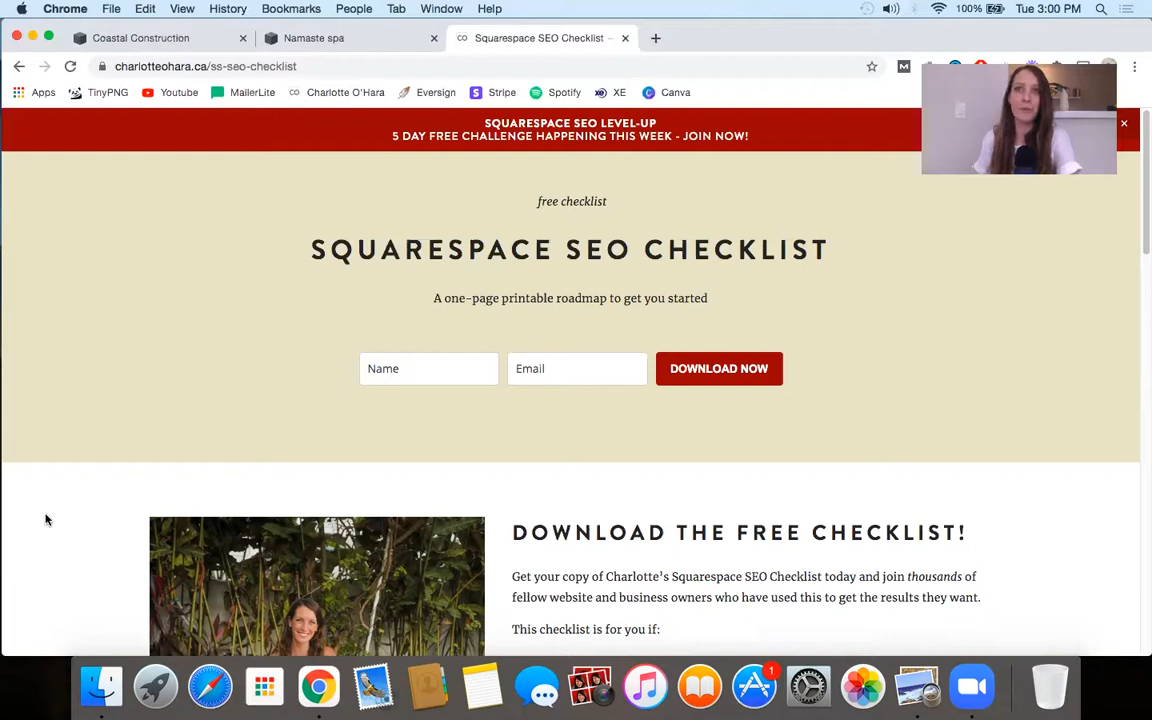 Chrome File Edit View History Bookmarks People Tab Window Help 100% Tue 3:00 PM
Coastal Construction Namaste spa Squarespace SEO Checklist –
charlotteohara.ca/ss-seo-checklist
Apps TinyPNG Youtube MailerLite Charlotte O'Hara Eversign Stripe Spotify XE Canva
SQUARESPACE SEO LEVEL-UP
5 DAY FREE CHALLENGE HAPPENING THIS WEEK - JOIN NOW!
free checklist
SQUARESPACE SEO CHECKLIST
A one-page printable roadmap to get you started
Name Email DOWNLOAD NOW
DOWNLOAD THE FREE CHECKLIST!
Get your copy of Charlotte's Squarespace SEO Checklist today and join thousands of
fellow website and business owners who have used this to get the results they want.
This checklist is for you if:
1